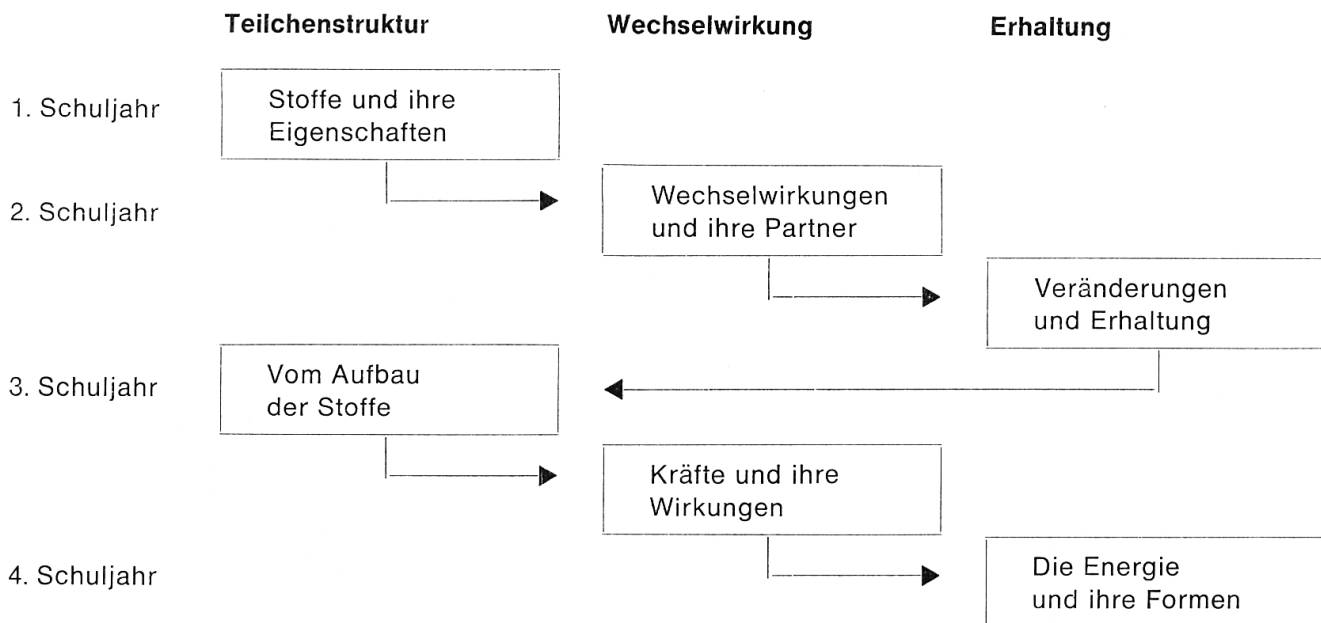 Teilchenstruktur Wechselwirkung Erhaltung
1. Schuljahr
Stoffe und ihre
Eigenschaften
2. Schuljahr
Wechselwirkungen
und ihre Partner
Veränderungen
und Erhaltung
3. Schuljahr
Vom Aufbau
der Stoffe
Kräfte und ihre
Wirkungen
4. Schuljahr
Die Energie
und ihre Formen